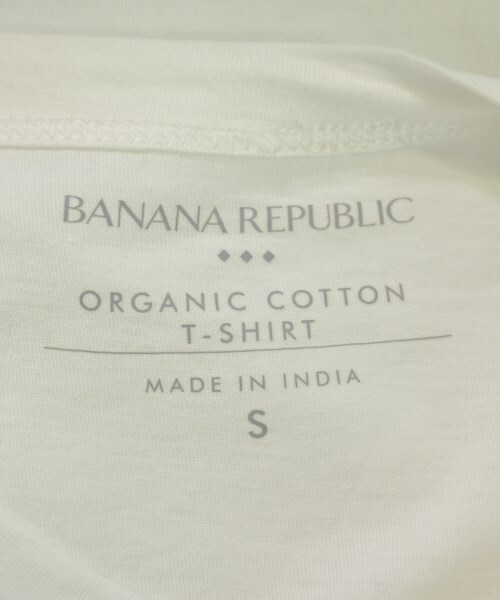 BANANA REPUBLIC
◆◆◆
ORGANIC COTTON
T-SHIRT
MADE IN INDIA
S